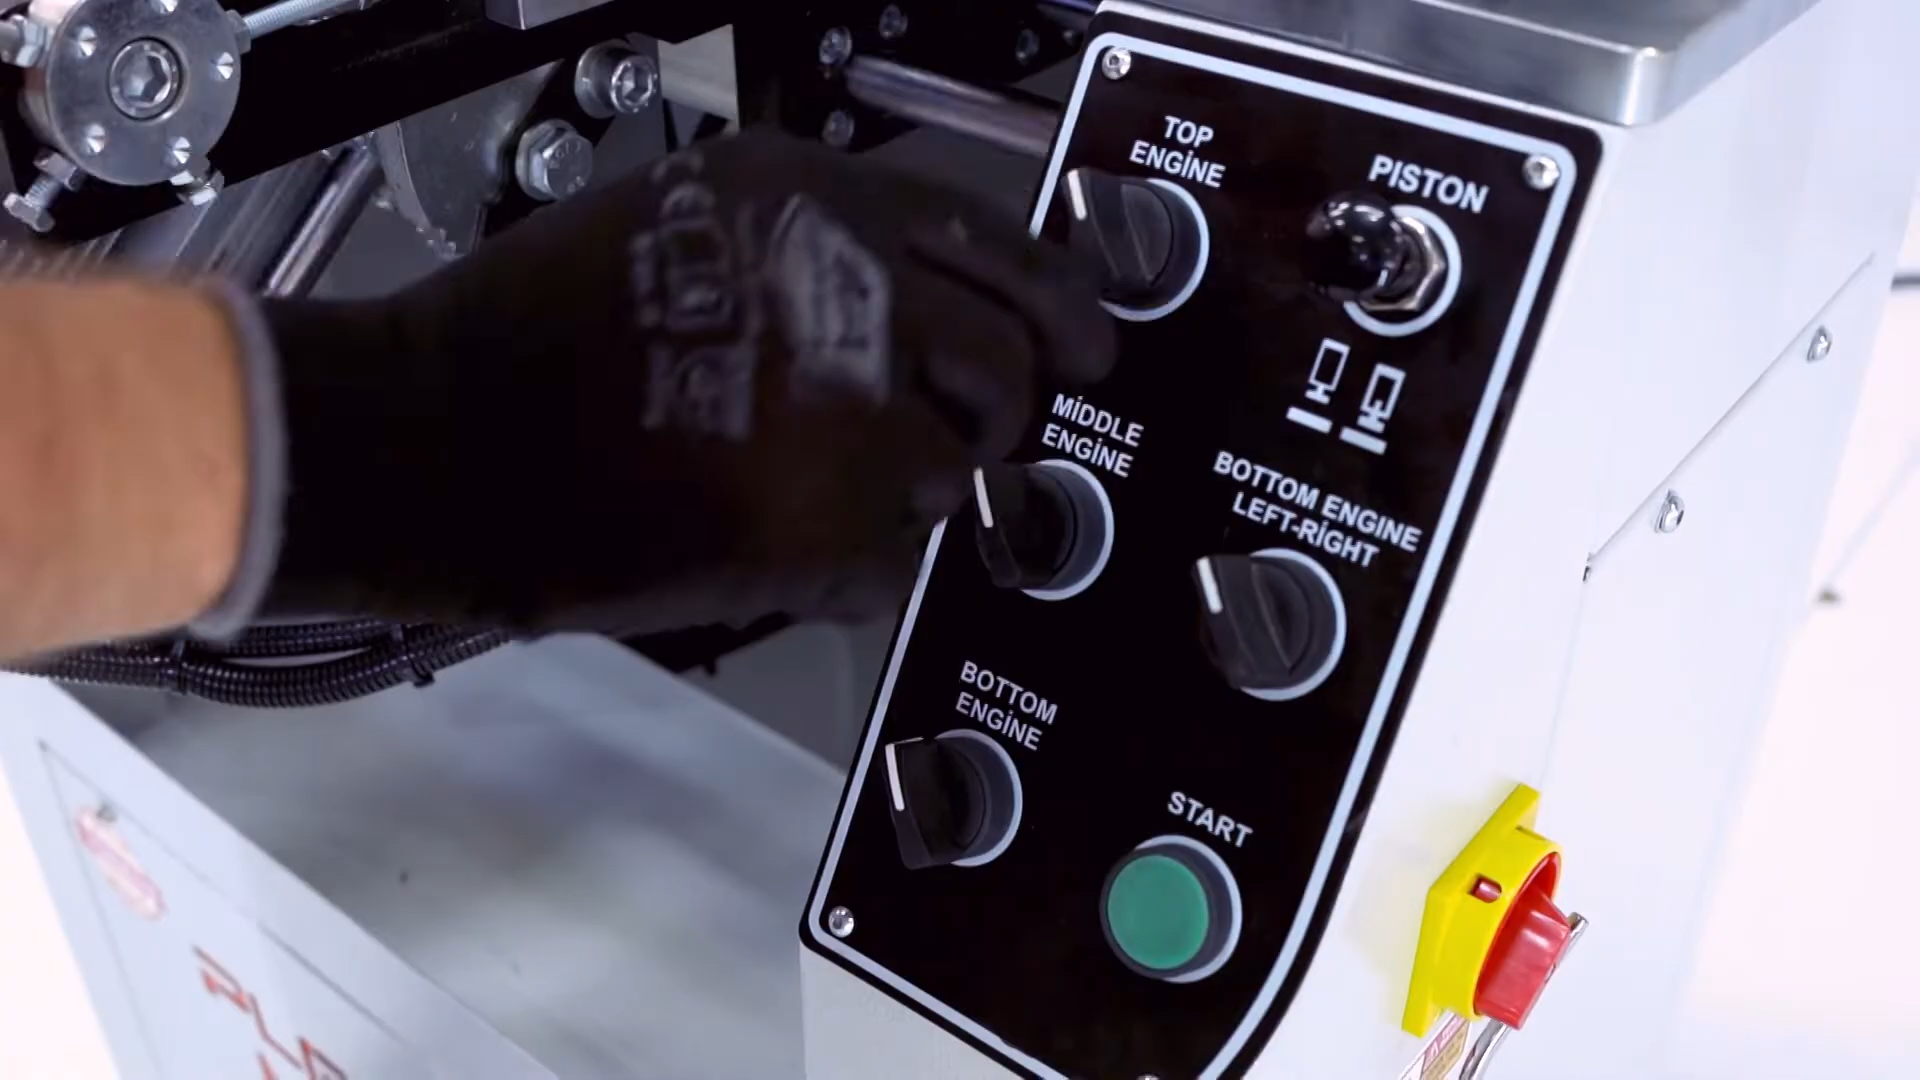 TOP
ENGİNE
PISTON
MİDDLE
ENGİNE
BOTTOM ENGINE
LEFT-RİGHT
BOTTOM
ENGİNE
START